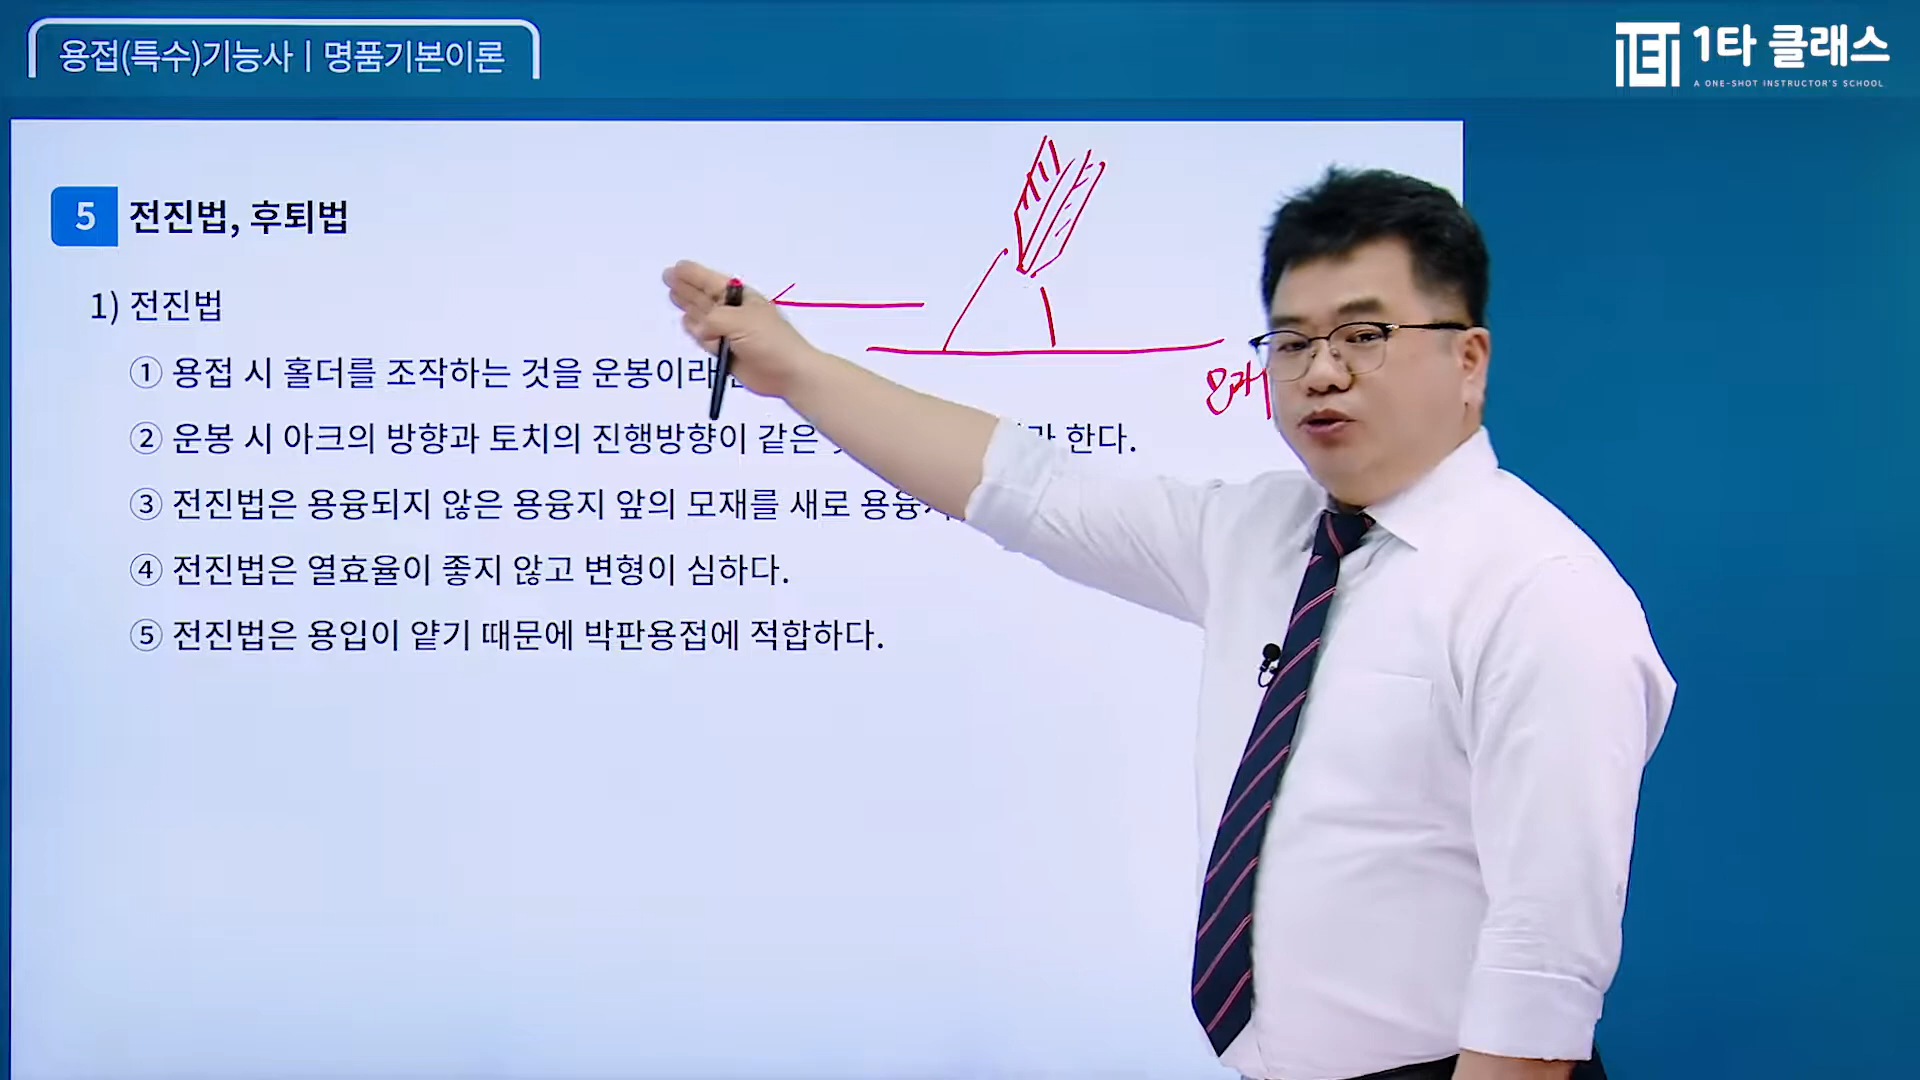 용접(특수)기능사 | 명품기본이론
1타 클래스
A ONE-SHOT INSTRUCTOR'S SCHOOL
5 전진법, 후퇴법
1) 전진법
① 용접 시 홀더를 조작하는 것을 운봉이라
② 운봉 시 아크의 방향과 토치의 진행방향이 같은 한다.
모재
③ 전진법은 용융되지 않은 용융지 앞의 모재를 새로
④ 전진법은 열효율이 좋지 않고 변형이 심하다.
⑤ 전진법은 용입이 얕기 때문에 박판용접에 적합하다.